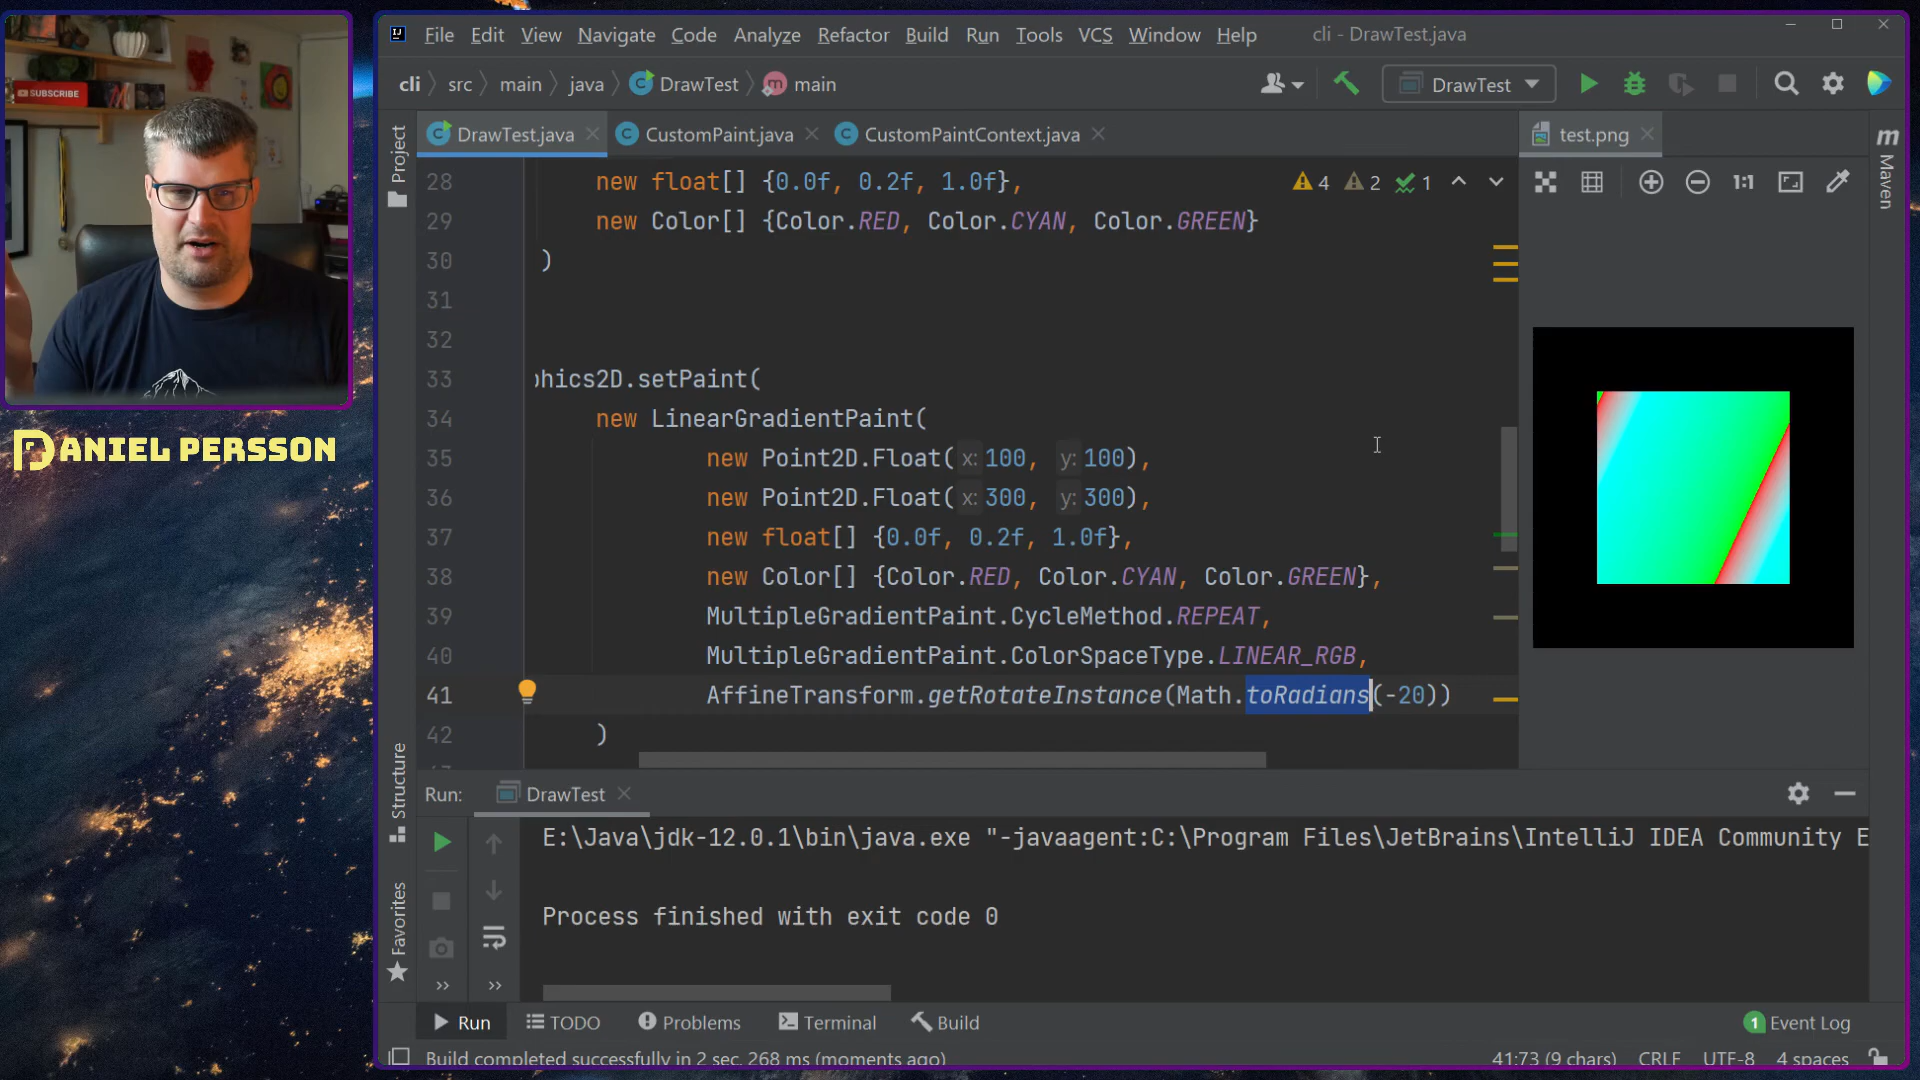 SUBSCRIBE
DANIEL PERSSON
File Edit View Navigate Code Analyze Refactor Build Run Tools VCS Window Help cli - DrawTest.java
cli src main java DrawTest main DrawTest
DrawTest.java CustomPaint.java CustomPaintContext.java test.png
Project
Structure
Favorites
m Maven
4 2 1
1:1
28 new float[] {0.0f, 0.2f, 1.0f},
29 new Color[] {Color.RED, Color.CYAN, Color.GREEN}
30 )
31
32
33 hics2D.setPaint(
34 new LinearGradientPaint(
35 new Point2D.Float( x: 100, y: 100),
36 new Point2D.Float( x: 300, y: 300),
37 new float[] {0.0f, 0.2f, 1.0f},
38 new Color[] {Color.RED, Color.CYAN, Color.GREEN},
39 MultipleGradientPaint.CycleMethod.REPEAT,
40 MultipleGradientPaint.ColorSpaceType.LINEAR_RGB,
41 AffineTransform.getRotateInstance(Math.toRadians(-20))
42 )
Run: DrawTest
E:\Java\jdk-12.0.1\bin\java.exe "-javaagent:C:\Program Files\JetBrains\IntelliJ IDEA Community E
Process finished with exit code 0
Run TODO Problems Terminal Build 1 Event Log
Build completed successfully in 2 sec, 268 ms (moments ago) 41:73 (9 chars) CRLF UTF-8 4 spaces